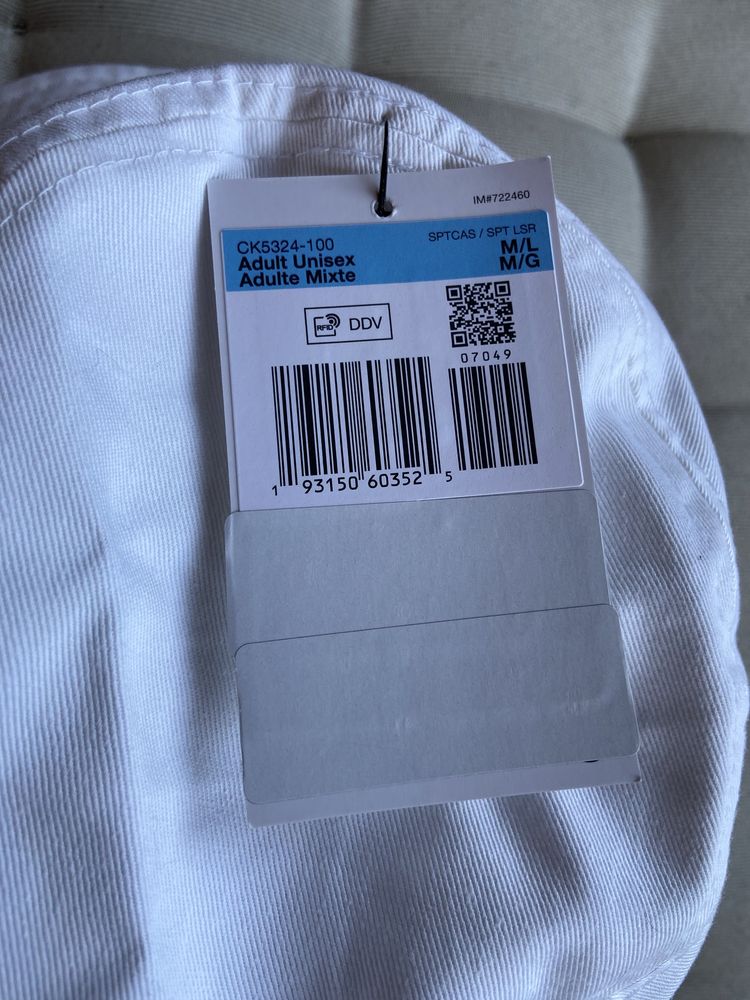 IM#722460
CK5324-100
SPTCAS / SPT LSR
Adult Unisex
M/L
Adulte Mixte
M/G
RFID DDV
07049
1 93150 60352 5